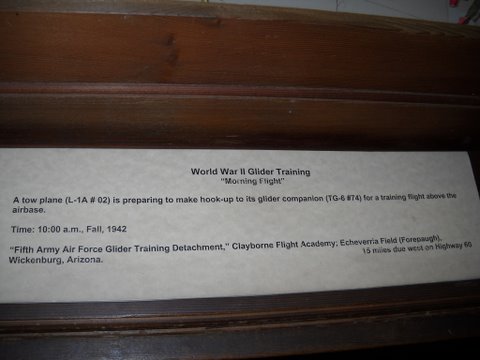 World War II Glider Training
"Morning Flight"
A tow plane (L-1A # 02) is preparing to make hook-up to its glider companion (TG-6 #74) for a training flight above the
airbase.
Time: 10:00 a.m., Fall, 1942
"Fifth Army Air Force Glider Training Detachment," Clayborne Flight Academy; Echeverria Field (Forepaugh),
15 miles due west on Highway 60
Wickenburg, Arizona.